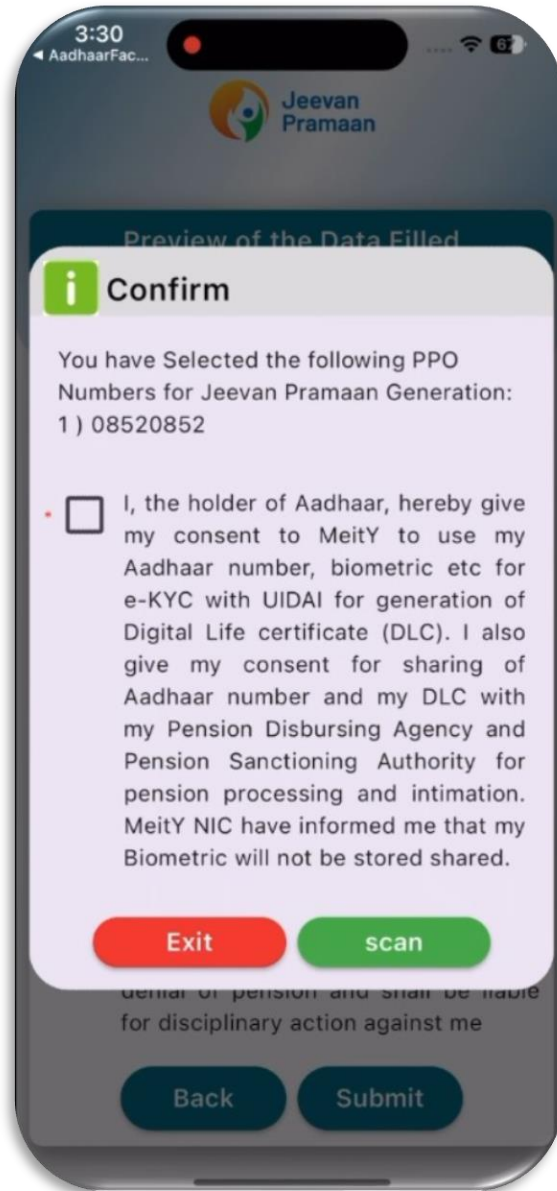 3:30
◀ AadhaarFac...
67
Jeevan
Pramaan
Preview of the Data Filled
i Confirm
You have Selected the following PPO
Numbers for Jeevan Pramaan Generation:
1 ) 08520852
I, the holder of Aadhaar, hereby give
my consent to MeitY to use my
Aadhaar number, biometric etc for
e-KYC with UIDAI for generation of
Digital Life certificate (DLC). I also
give my consent for sharing of
Aadhaar number and my DLC with
my Pension Disbursing Agency and
Pension Sanctioning Authority for
pension processing and intimation.
MeitY NIC have informed me that my
Biometric will not be stored shared.
Exit scan
denial of pension and shall be liable
for disciplinary action against me
Back Submit